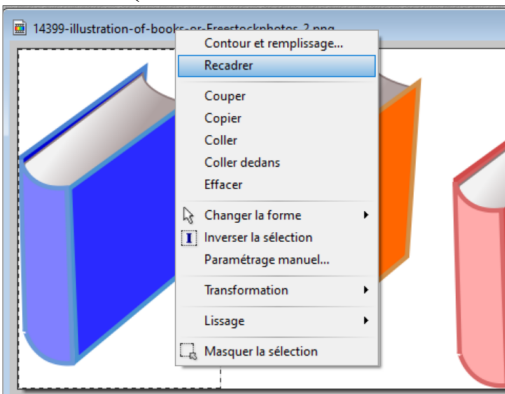 14399-illustration-of-books-or-Freestockphotos_2.png
Contour et remplissage...
Recadrer
Couper
Copier
Coller
Coller dedans
Effacer
Changer la forme
Inverser la sélection
Paramétrage manuel...
Transformation
Lissage
Masquer la sélection